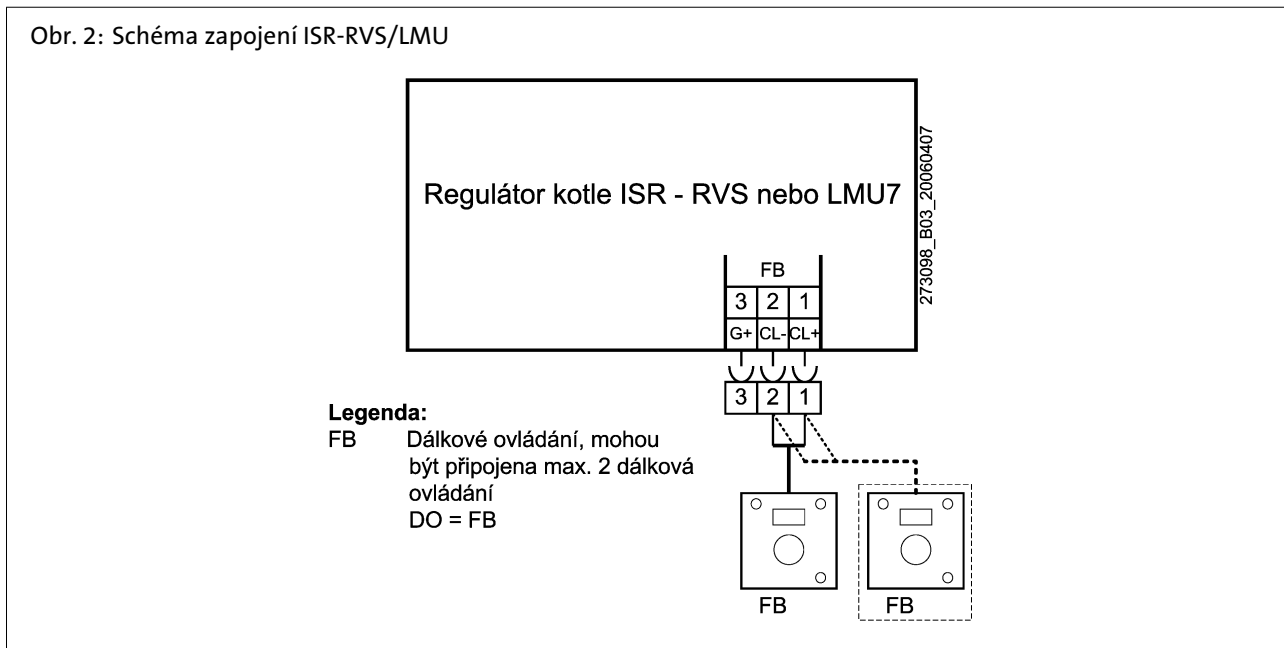 Obr. 2: Schéma zapojení ISR-RVS/LMU
Regulátor kotle ISR - RVS nebo LMU7
273098_B03_20060407
FB
3 2 1
G+ CL- CL+
3 2 1
Legenda:
FB Dálkové ovládání, mohou
být připojena max. 2 dálková
ovládání
DO = FB
FB
FB